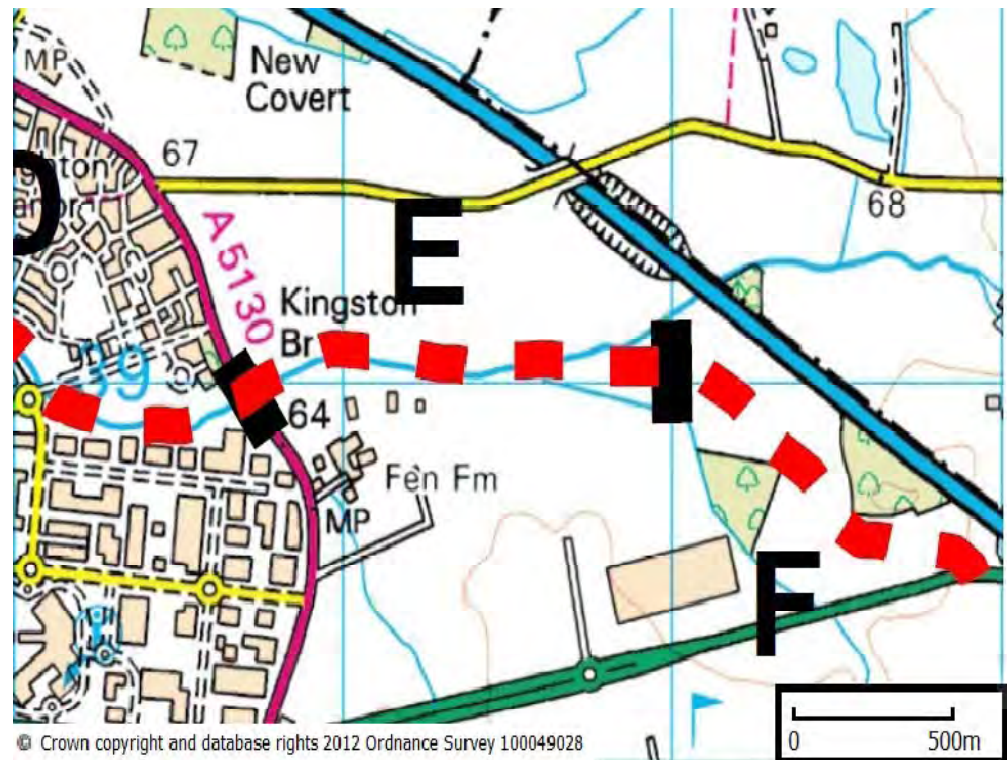 MP
New
Covert
67
A 5130
E
68
Kingston
Br
64
Fen Fm
MP
F
0 500m
© Crown copyright and database rights 2012 Ordnance Survey 100049028